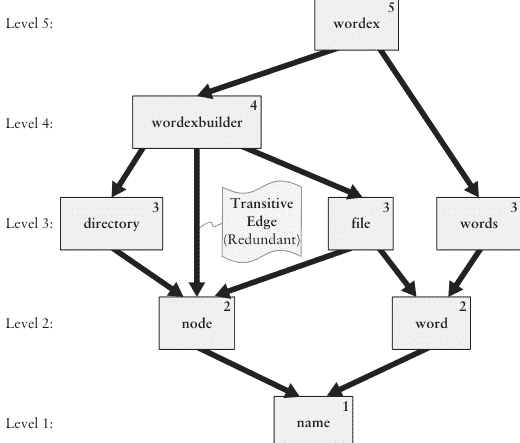 Level 5:
5
wordex
Level 4:
4
wordexbuilder
Level 3:
3
directory
Transitive
Edge
(Redundant)
3
file
3
words
Level 2:
2
node
2
word
Level 1:
1
name